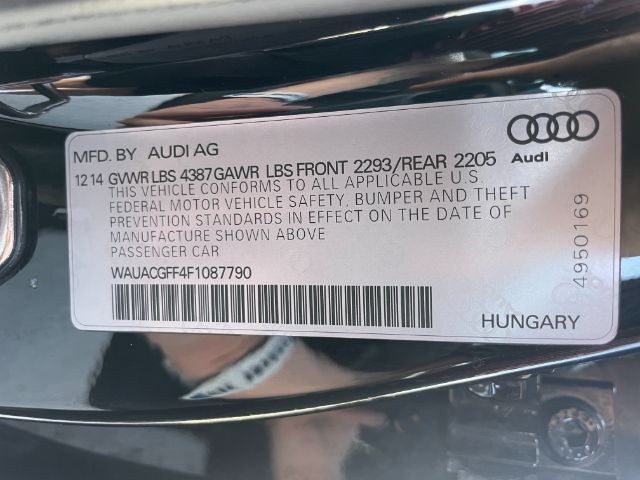 MFD. BY AUDI AG
12 14 GVWR LBS 4387 GAWR LBS FRONT 2293/REAR 2205
THIS VEHICLE CONFORMS TO ALL APPLICABLE U.S.
FEDERAL MOTOR VEHICLE SAFETY, BUMPER AND THEFT
PREVENTION STANDARDS IN EFFECT ON THE DATE OF
MANUFACTURE SHOWN ABOVE
PASSENGER CAR
WAUACGFF4F1087790
Audi
4950169
HUNGARY